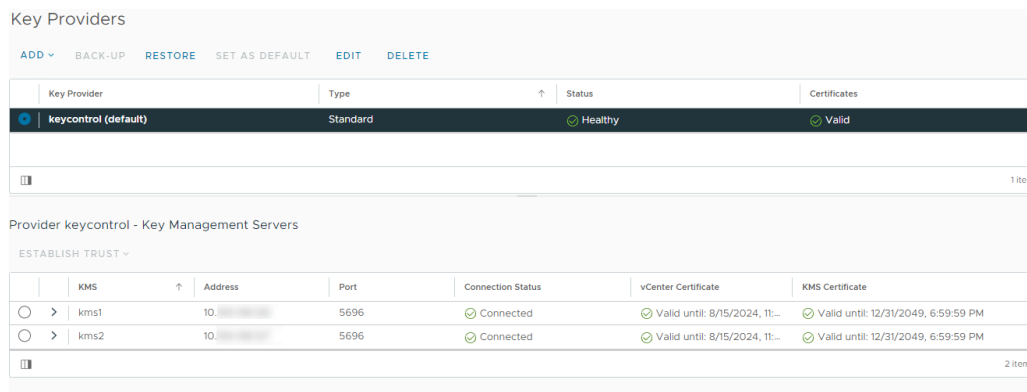 Key Providers
ADD BACK-UP RESTORE SET AS DEFAULT EDIT DELETE
Key Provider Type Status Certificates
keycontrol (default) Standard Healthy Valid
1 ite
Provider keycontrol - Key Management Servers
ESTABLISH TRUST
KMS Address Port Connection Status vCenter Certificate KMS Certificate
kms1 10. 5696 Connected Valid until: 8/15/2024, 11:... Valid until: 12/31/2049, 6:59:59 PM
kms2 10. 5696 Connected Valid until: 8/15/2024, 11:... Valid until: 12/31/2049, 6:59:59 PM
2 item